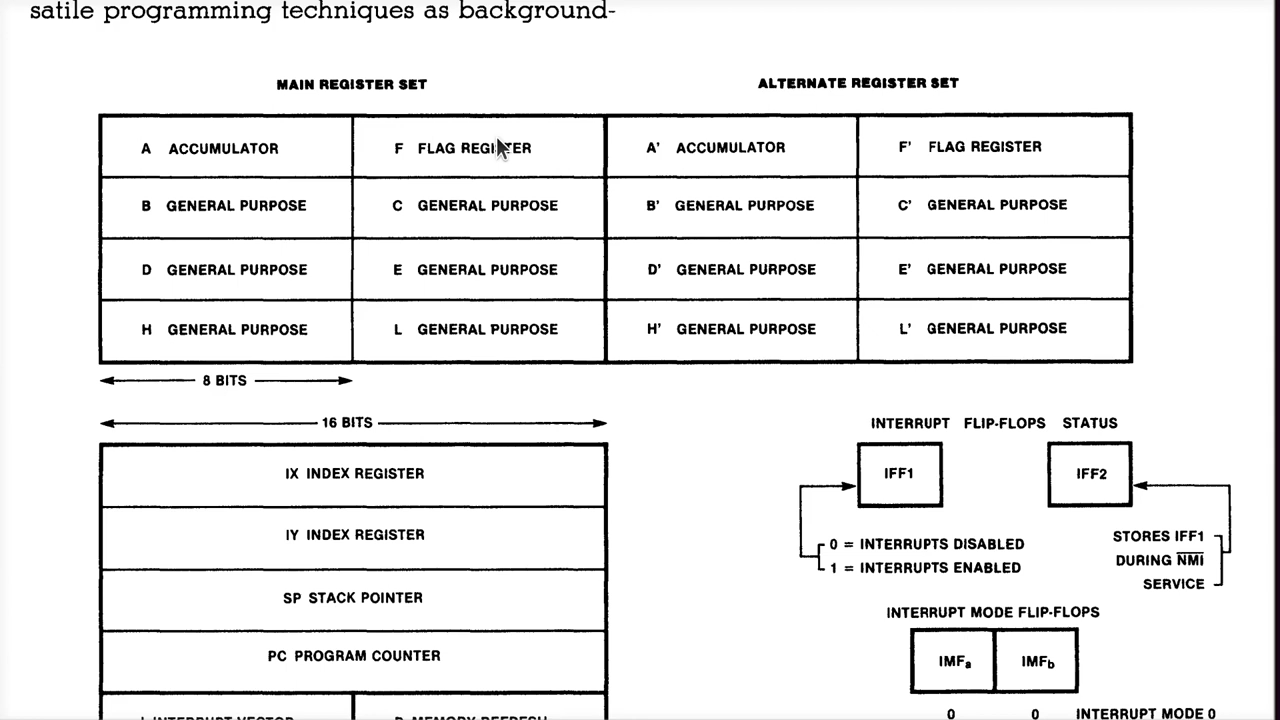 satile programming techniques as background-
MAIN REGISTER SET
ALTERNATE REGISTER SET
A ACCUMULATOR
F FLAG REGISTER
A' ACCUMULATOR
F' FLAG REGISTER
B GENERAL PURPOSE
C GENERAL PURPOSE
B' GENERAL PURPOSE
C' GENERAL PURPOSE
D GENERAL PURPOSE
E GENERAL PURPOSE
D' GENERAL PURPOSE
E' GENERAL PURPOSE
H GENERAL PURPOSE
L GENERAL PURPOSE
H' GENERAL PURPOSE
L' GENERAL PURPOSE
8 BITS
16 BITS
IX INDEX REGISTER
IY INDEX REGISTER
SP STACK POINTER
PC PROGRAM COUNTER
I INTERRUPT VECTOR
R MEMORY REFRESH
INTERRUPT FLIP-FLOPS STATUS
IFF1
IFF2
0 = INTERRUPTS DISABLED
1 = INTERRUPTS ENABLED
STORES IFF1
DURING NMI
SERVICE
INTERRUPT MODE FLIP-FLOPS
IMFa
IMFb
0 0 INTERRUPT MODE 0